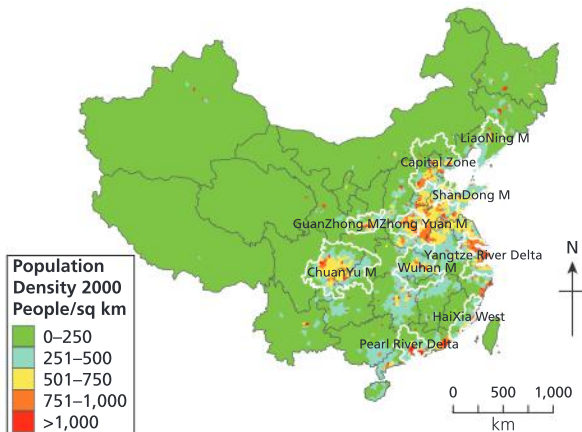 LiaoNing M
Capital Zone
ShanDong M
GuanZhong M Zhong Yuan M
Yangtze River Delta
ChuanYu M
Wuhan M
HaiXia West
Pearl River Delta
N
Population
Density 2000
People/sq km
0–250
251–500
501–750
751–1,000
>1,000
0 500 1,000
km